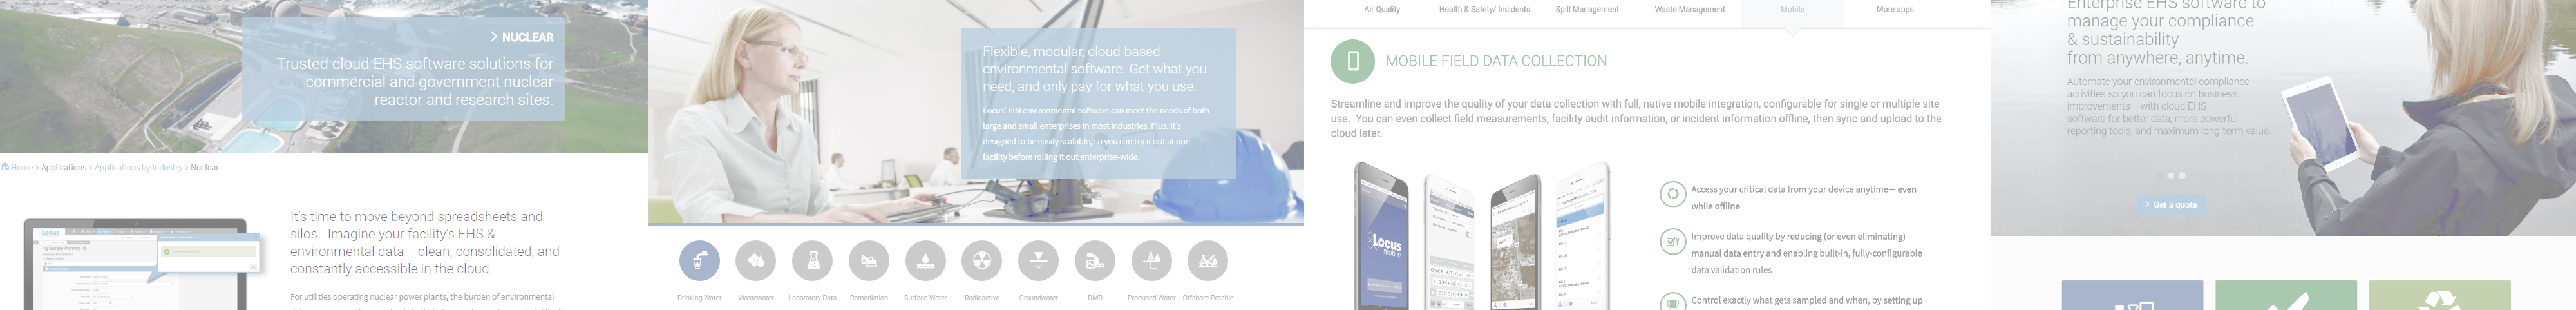 > NUCLEAR
Trusted cloud EHS software solutions for
commercial and government nuclear
reactor and research sites.
Home > Applications > Applications by Industry > Nuclear
Locus
It's time to move beyond spreadsheets and
silos. Imagine your facility's EHS &
environmental data— clean, consolidated, and
constantly accessible in the cloud.
For utilities operating nuclear power plants, the burden of environmental
Flexible, modular, cloud-based
environmental software. Get what you
need, and only pay for what you use.
Locus' EIM environmental software can meet the needs of both
large and small enterprises in most industries. Plus, it's
designed to be easily scalable, so you can try it out at one
facility before rolling it out enterprise-wide.
Drinking Water Wastewater Laboratory Data Remediation Surface Water Radioactive Groundwater DMR Produced Water Offshore Potable
Air Quality Health & Safety/ Incidents Spill Management Waste Management Mobile More apps
MOBILE FIELD DATA COLLECTION
Streamline and improve the quality of your data collection with full, native mobile integration, configurable for single or multiple site
use. You can even collect field measurements, facility audit information, or incident information offline, then sync and upload to the
cloud later.
Locus
mobile
Access your critical data from your device anytime— even
while offline
Improve data quality by reducing (or even eliminating)
manual data entry and enabling built-in, fully-configurable
data validation rules
Control exactly what gets sampled and when, by setting up
Enterprise EHS software to
manage your compliance
& sustainability
from anywhere, anytime.
Automate your environmental compliance
activities so you can focus on business
improvements— with cloud EHS
software for better data, more powerful
reporting tools, and maximum long-term value.
> Get a quote